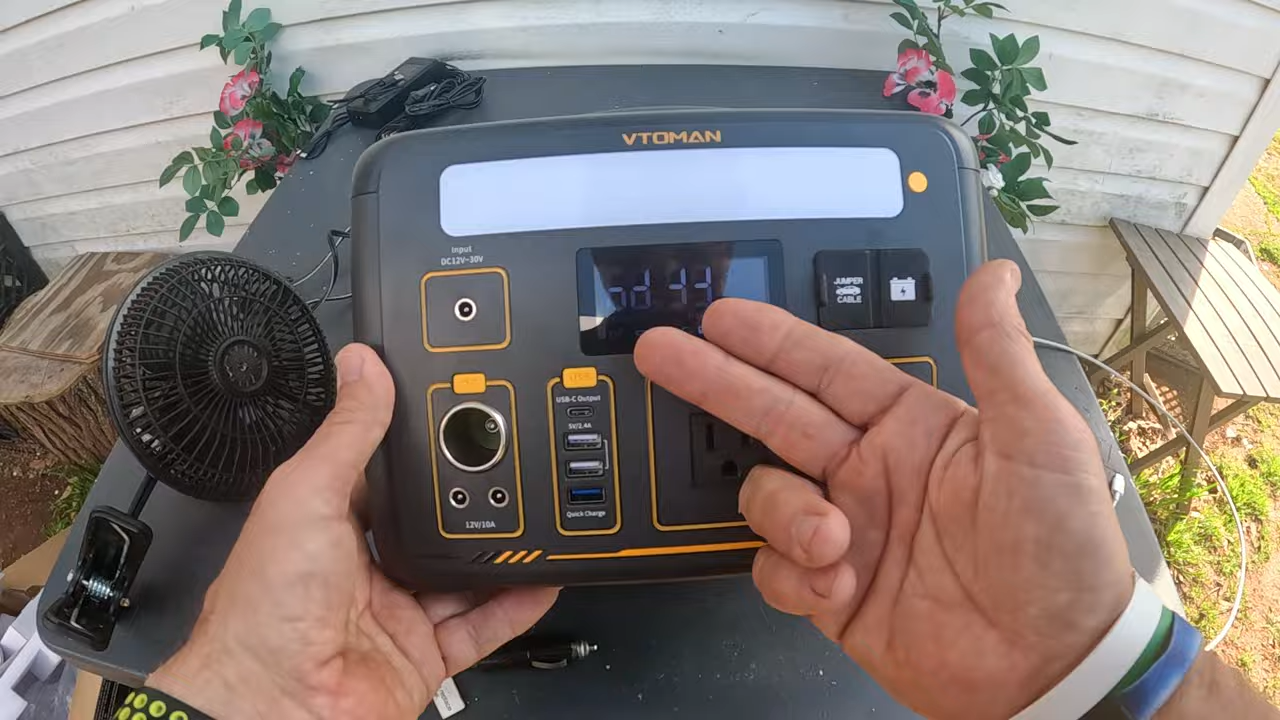 VTOMAN
Input
DC12V~30V
JUMPER
CABLE
USB-C Output
5V/2.4A
12V/10A
Quick Charge